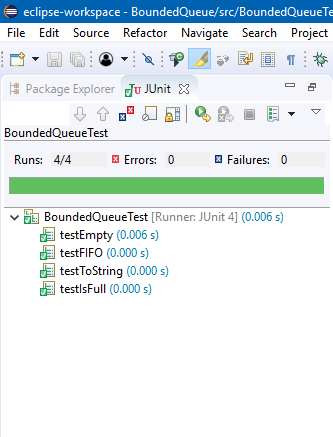 eclipse-workspace - BoundedQueue/src/BoundedQueueTe
File Edit Source Refactor Navigate Search Project
Package Explorer JUnit
BoundedQueueTest
Runs: 4/4 Errors: 0 Failures: 0
BoundedQueueTest [Runner: JUnit 4] (0.006 s)
testEmpty (0.006 s)
testFIFO (0.000 s)
testToString (0.000 s)
testIsFull (0.000 s)